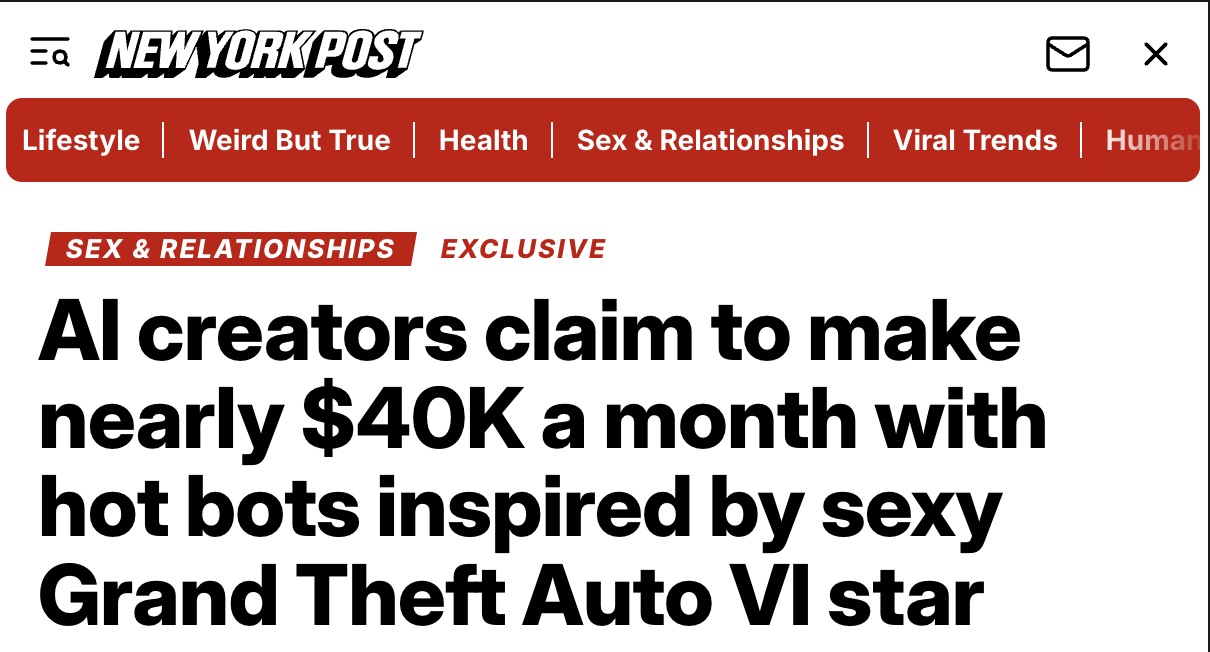 NEW YORK POST
Lifestyle | Weird But True | Health | Sex & Relationships | Viral Trends | Human
SEX & RELATIONSHIPS EXCLUSIVE
AI creators claim to make
nearly $40K a month with
hot bots inspired by sexy
Grand Theft Auto VI star